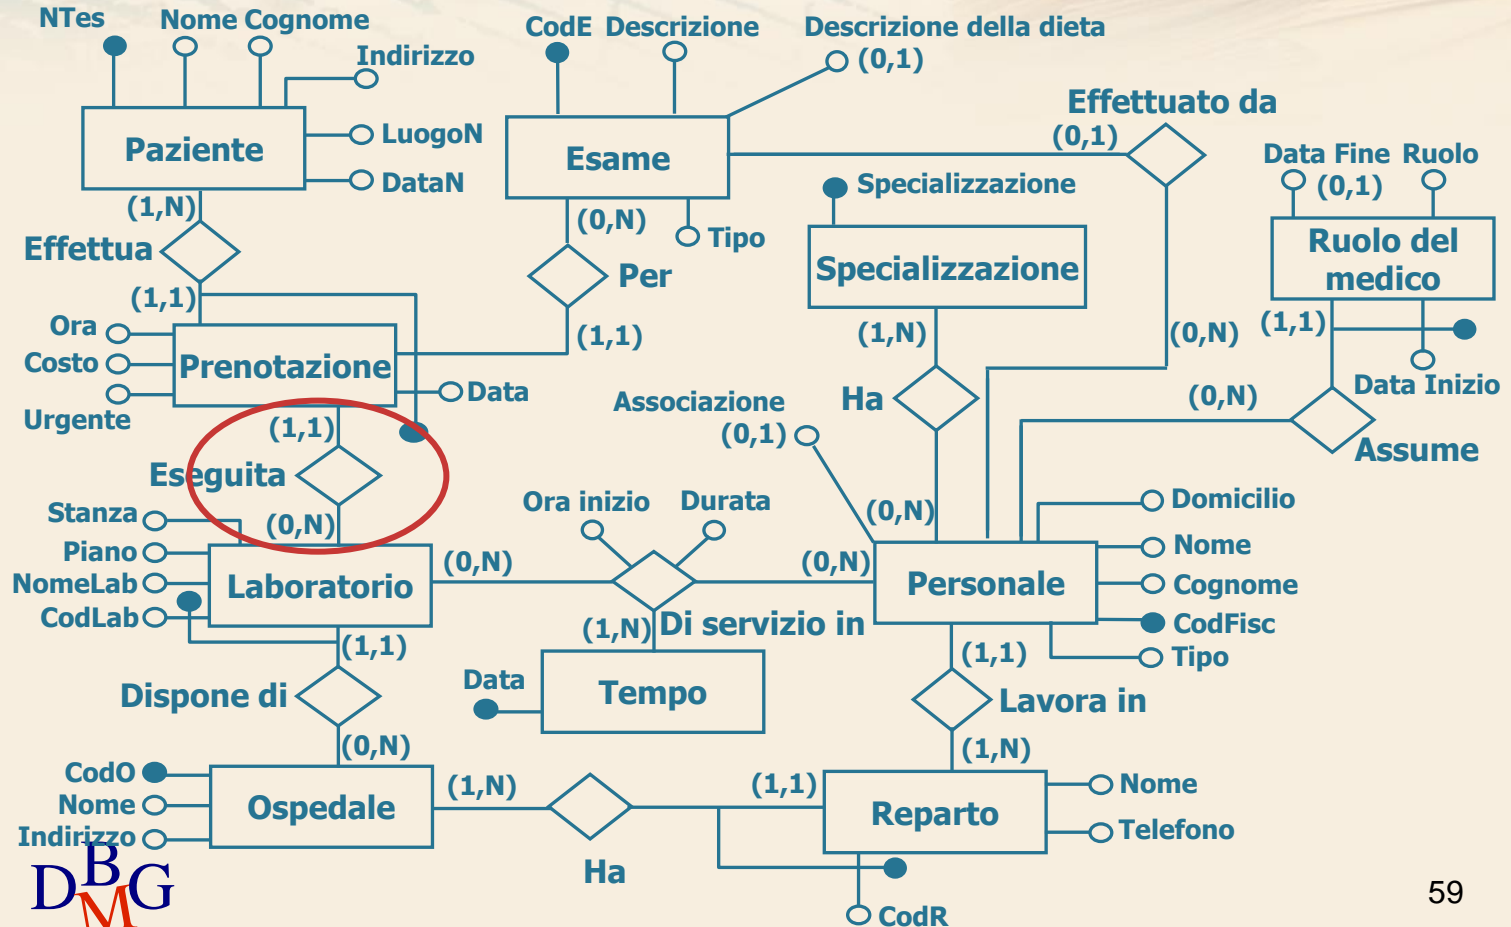 NTes
Nome Cognome
CodE Descrizione
Descrizione della dieta
(0,1)
Indirizzo
Effettuato da
(0,1)
Paziente
LuogoN
DataN
Esame
Data Fine Ruolo
(0,1)
Specializzazione
(1,N)
(0,N)
Tipo
Ruolo del
medico
Effettua
Per
Specializzazione
(1,1)
(1,1)
(1,N)
(0,N)
(1,1)
Ora
Costo
Urgente
Prenotazione
Data
Data Inizio
Ha
Associazione
(0,1)
(0,N)
Assume
(1,1)
Eseguita
(0,N)
Stanza
Piano
NomeLab
CodLab
Laboratorio
Ora inizio
Durata
(0,N)
(0,N)
(0,N)
Personale
Domicilio
Nome
Cognome
CodFisc
Tipo
(1,N)
Di servizio in
(1,1)
(1,1)
Dispone di
Data
Tempo
Lavora in
(0,N)
(1,N)
CodO
Nome
Indirizzo
Ospedale
(1,N)
(1,1)
Reparto
Nome
Telefono
Ha
CodR
DBMG
59